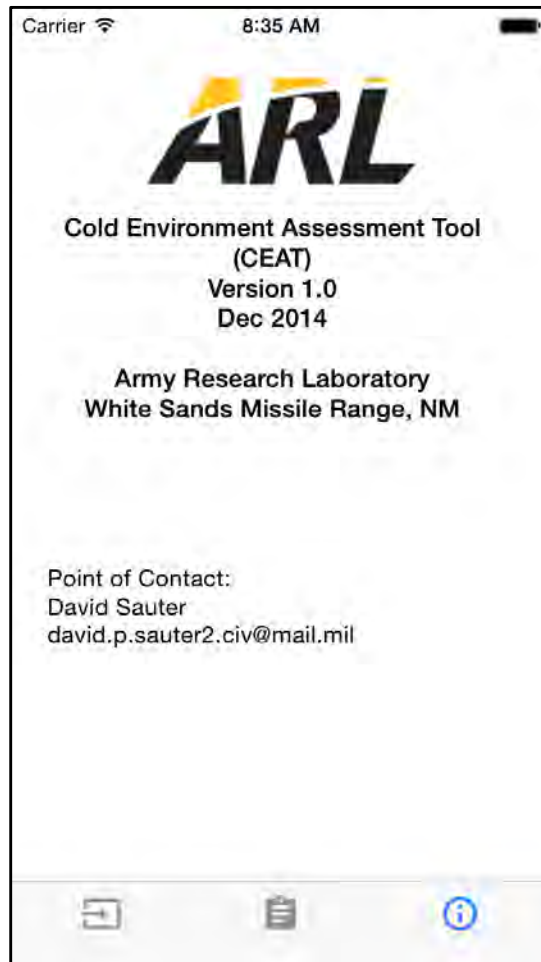 Carrier
8:35 AM
ARL
Cold Environment Assessment Tool
(CEAT)
Version 1.0
Dec 2014
Army Research Laboratory
White Sands Missile Range, NM
Point of Contact:
David Sauter
david.p.sauter2.civ@mail.mil